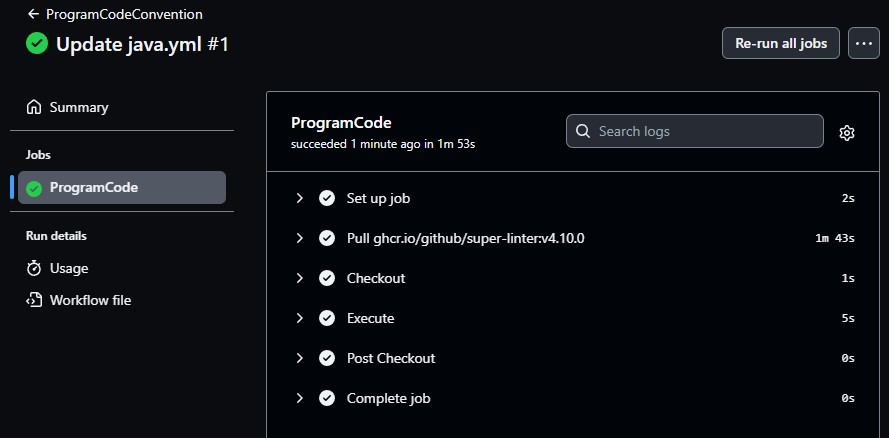 ← ProgramCodeConvention
Update java.yml #1
Re-run all jobs
...
Summary
Jobs
ProgramCode
Run details
Usage
Workflow file
ProgramCode
succeeded 1 minute ago in 1m 53s
Search logs
Set up job 2s
Pull ghcr.io/github/super-linter:v4.10.0 1m 43s
Checkout 1s
Execute 5s
Post Checkout 0s
Complete job 0s